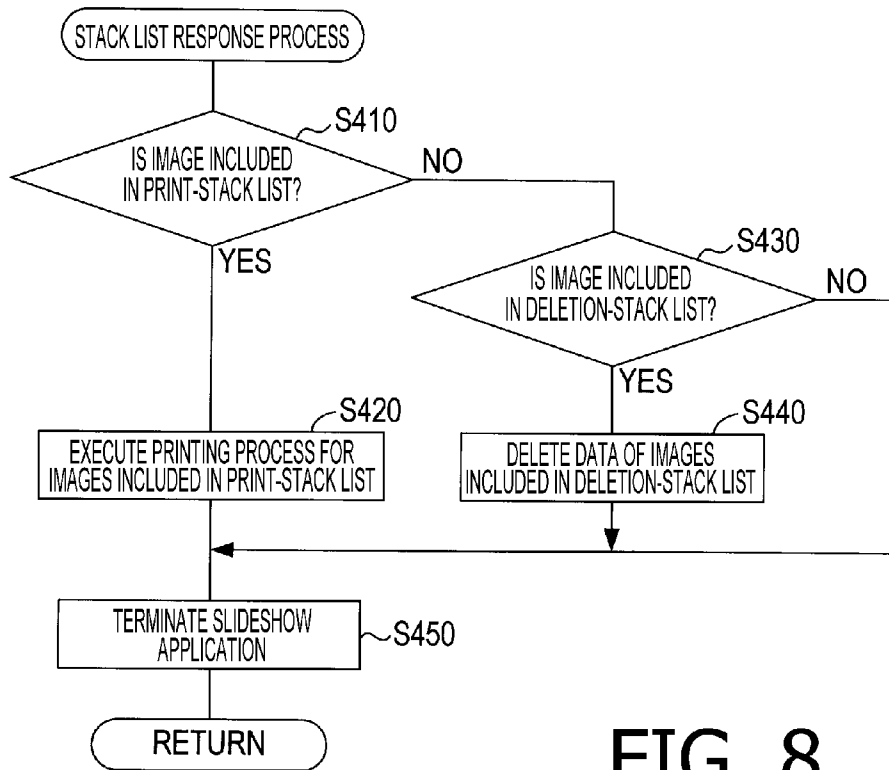 STACK LIST RESPONSE PROCESS
S410
IS IMAGE INCLUDED
IN PRINT-STACK LIST?
NO
YES
S430
IS IMAGE INCLUDED
IN DELETION-STACK LIST?
NO
YES
S420
EXECUTE PRINTING PROCESS FOR
IMAGES INCLUDED IN PRINT-STACK LIST
S440
DELETE DATA OF IMAGES
INCLUDED IN DELETION-STACK LIST
TERMINATE SLIDESHOW
APPLICATION
S450
RETURN
FIG. 8